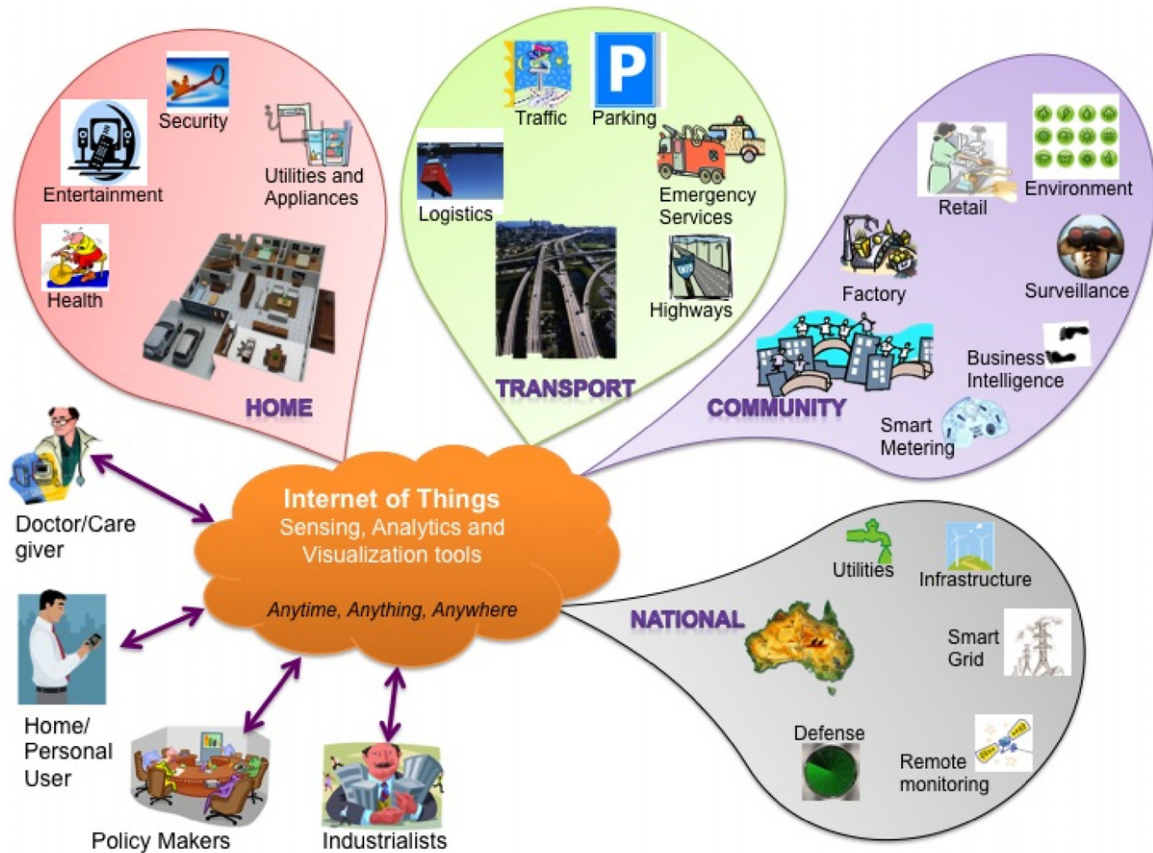 Security
Entertainment
Utilities and
Appliances
Health
HOME
Traffic
P
Parking
Logistics
Emergency
Services
Highways
TRANSPORT
Retail
Environment
Factory
Surveillance
Business
Intelligence
COMMUNITY
Smart
Metering
Doctor/Care
giver
Internet of Things
Sensing, Analytics and
Visualization tools
Anytime, Anything, Anywhere
Home/
Personal
User
Policy Makers
Industrialists
NATIONAL
Utilities
Infrastructure
Smart
Grid
Defense
Remote
monitoring